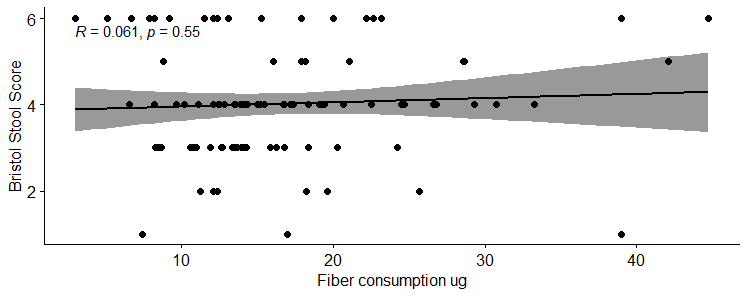 R = 0.061, p = 0.55
Bristol Stool Score
6
4
2
10 20 30 40
Fiber consumption ug